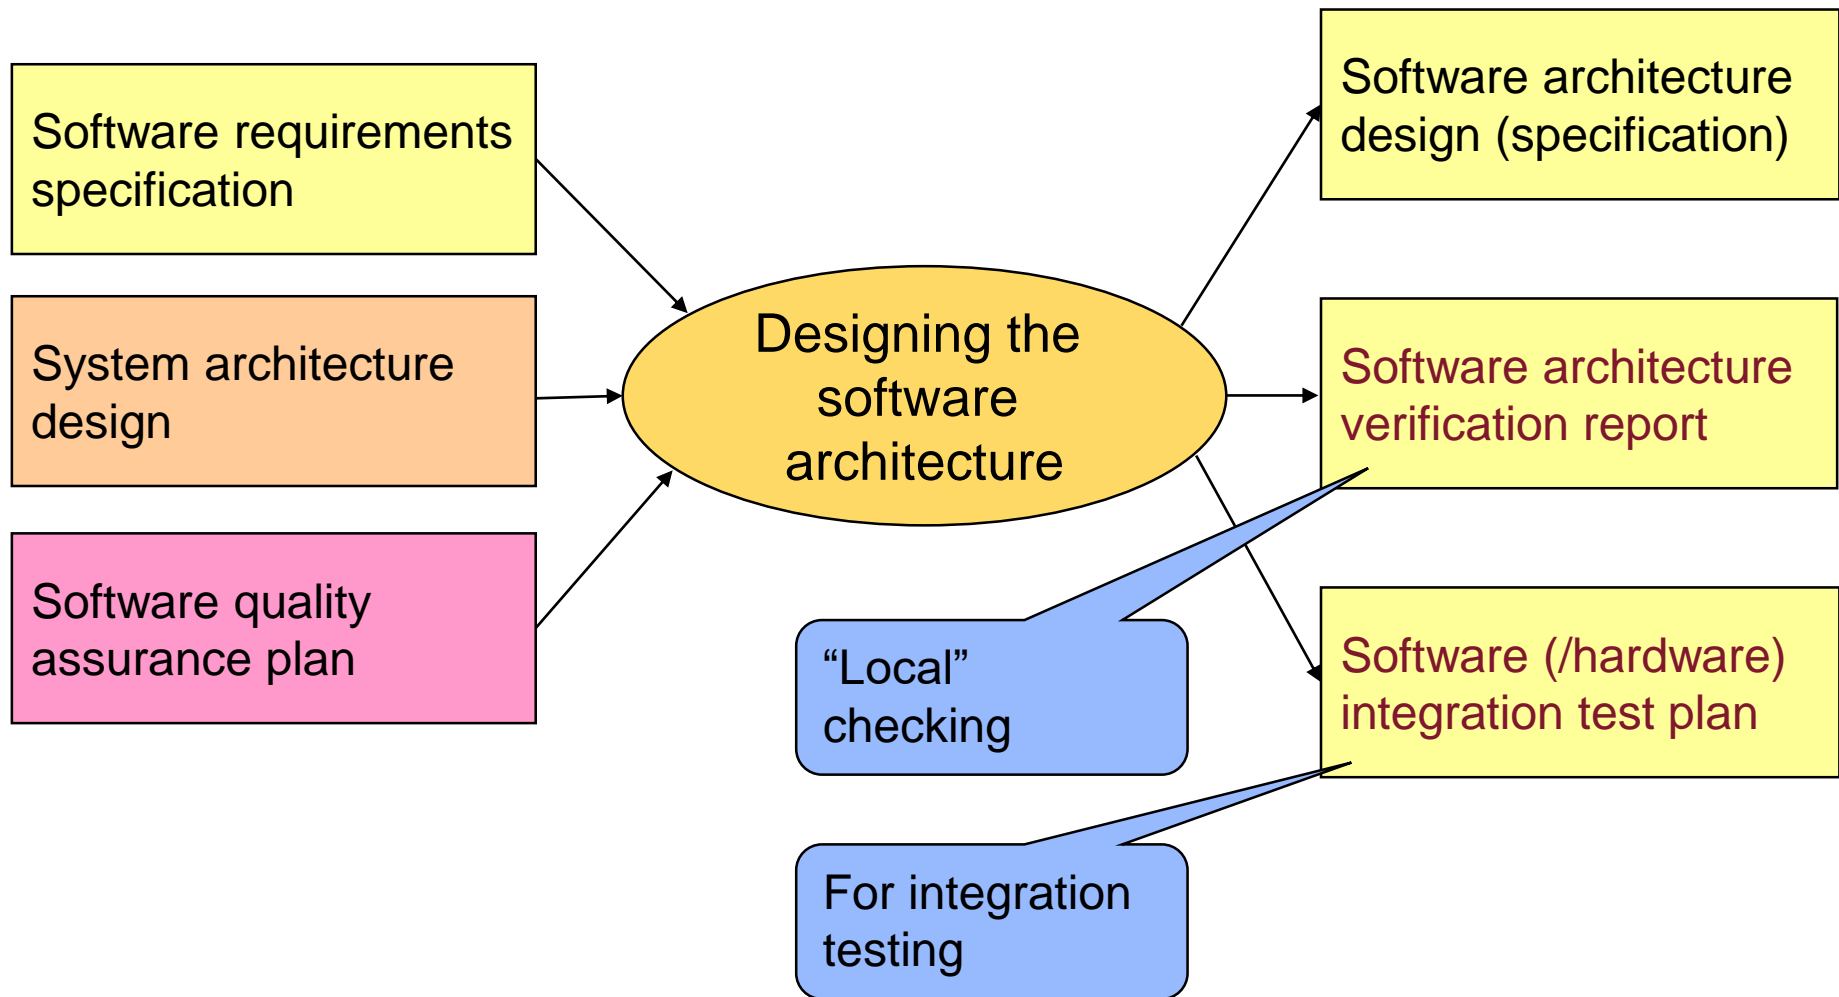 Software requirements
specification
System architecture
design
Software quality
assurance plan
Designing the
software
architecture
Software architecture
design (specification)
Software architecture
verification report
Software (/hardware)
integration test plan
“Local”
checking
For integration
testing